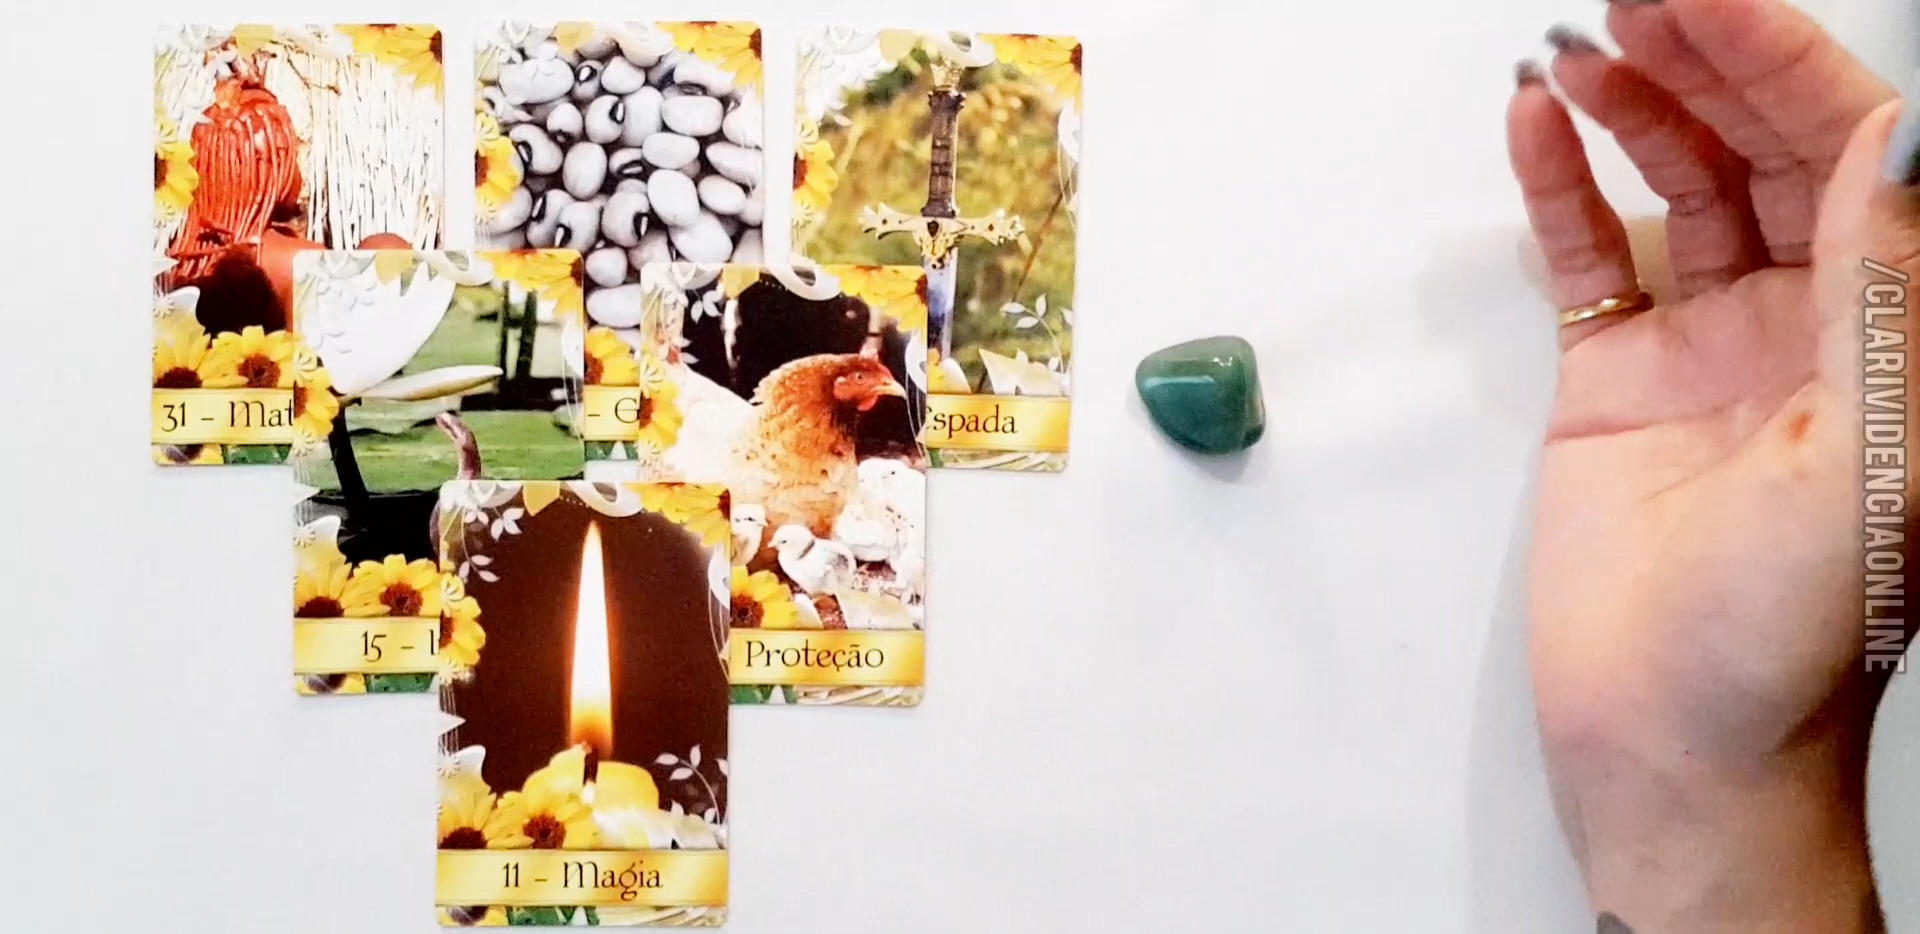 31 - Mat
- G
Espada
15 - I
Proteção
11 - Magia
/CLARIVIDENCIAONLINE